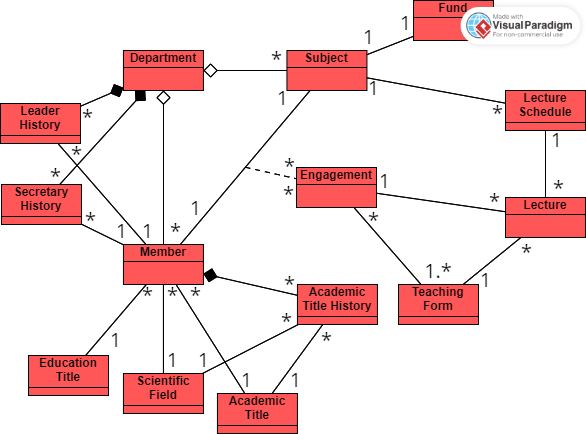 Fund
Made with
Visual Paradigm
For non-commercial use
1
1
Department
*
Subject
1
1
Lecture
Schedule
*
1
Leader
History
*
*
*
Secretary
History
*
*
Engagement
1
*
*
Lecture
*
1
1
1
*
1
*
*
Member
1..*
1
*
*
*
*
Academic
Title History
Teaching
Form
*
*
1
1
1
1
1
Education
Title
Scientific
Field
Academic
Title